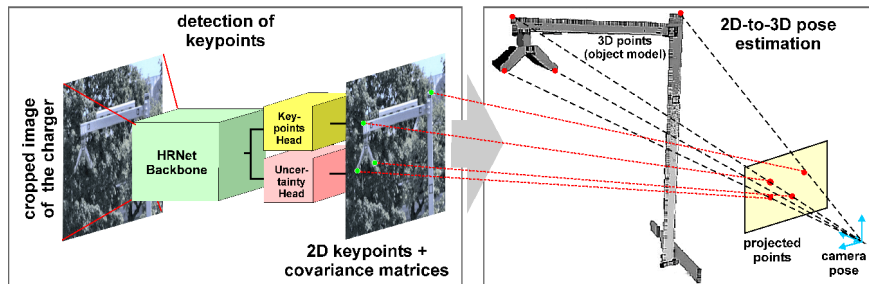 detection of
keypoints
cropped image
of the charger
HRNet
Backbone
Key-
points
Head
Uncer-
tainty
Head
2D keypoints +
covariance matrices
3D points
(object model)
2D-to-3D pose
estimation
projected
points
camera
pose